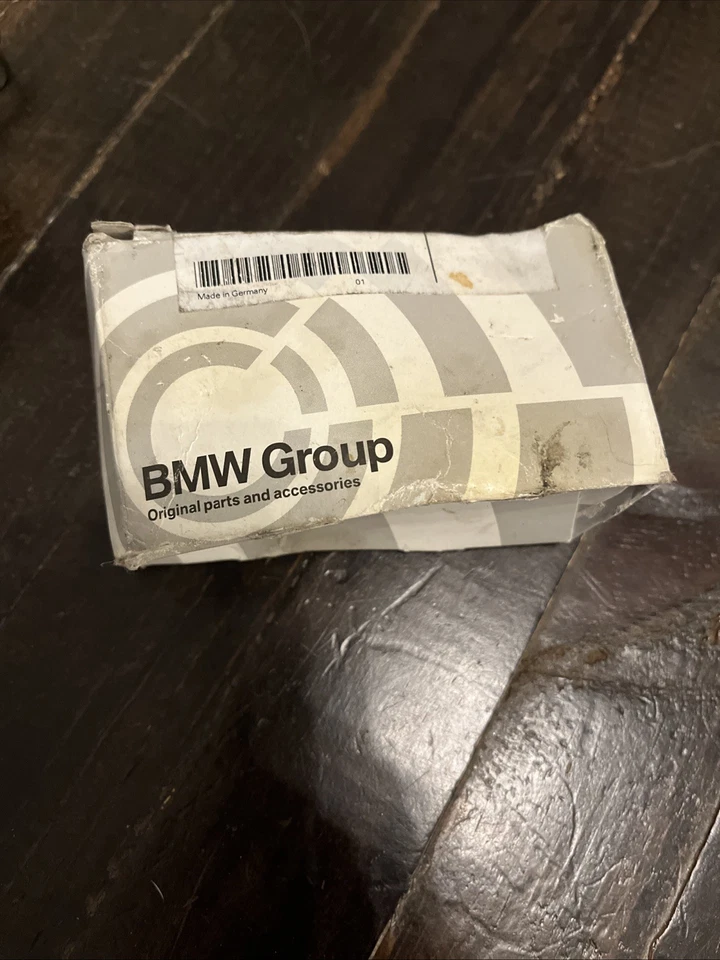 Made in Germany 01
BMW Group
Original parts and accessories